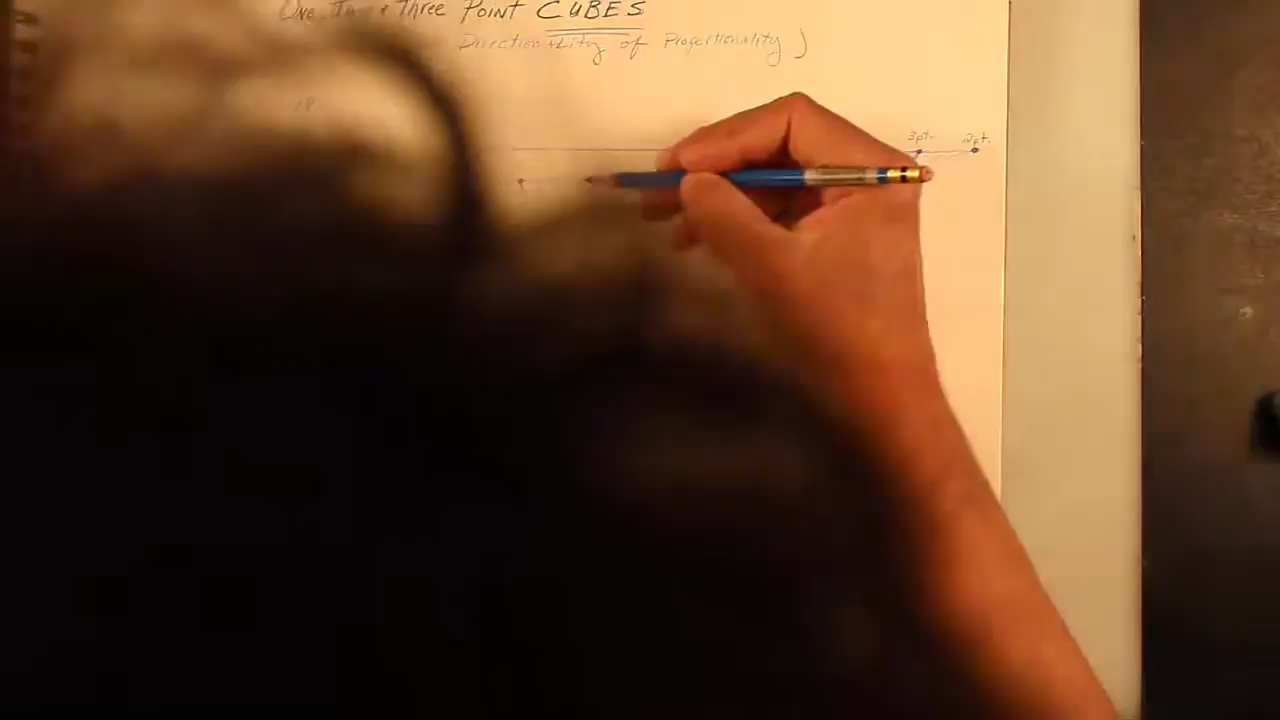 One, Two & Three Point CUBES
Directionality of Proportionality )
3pt. 2pt.